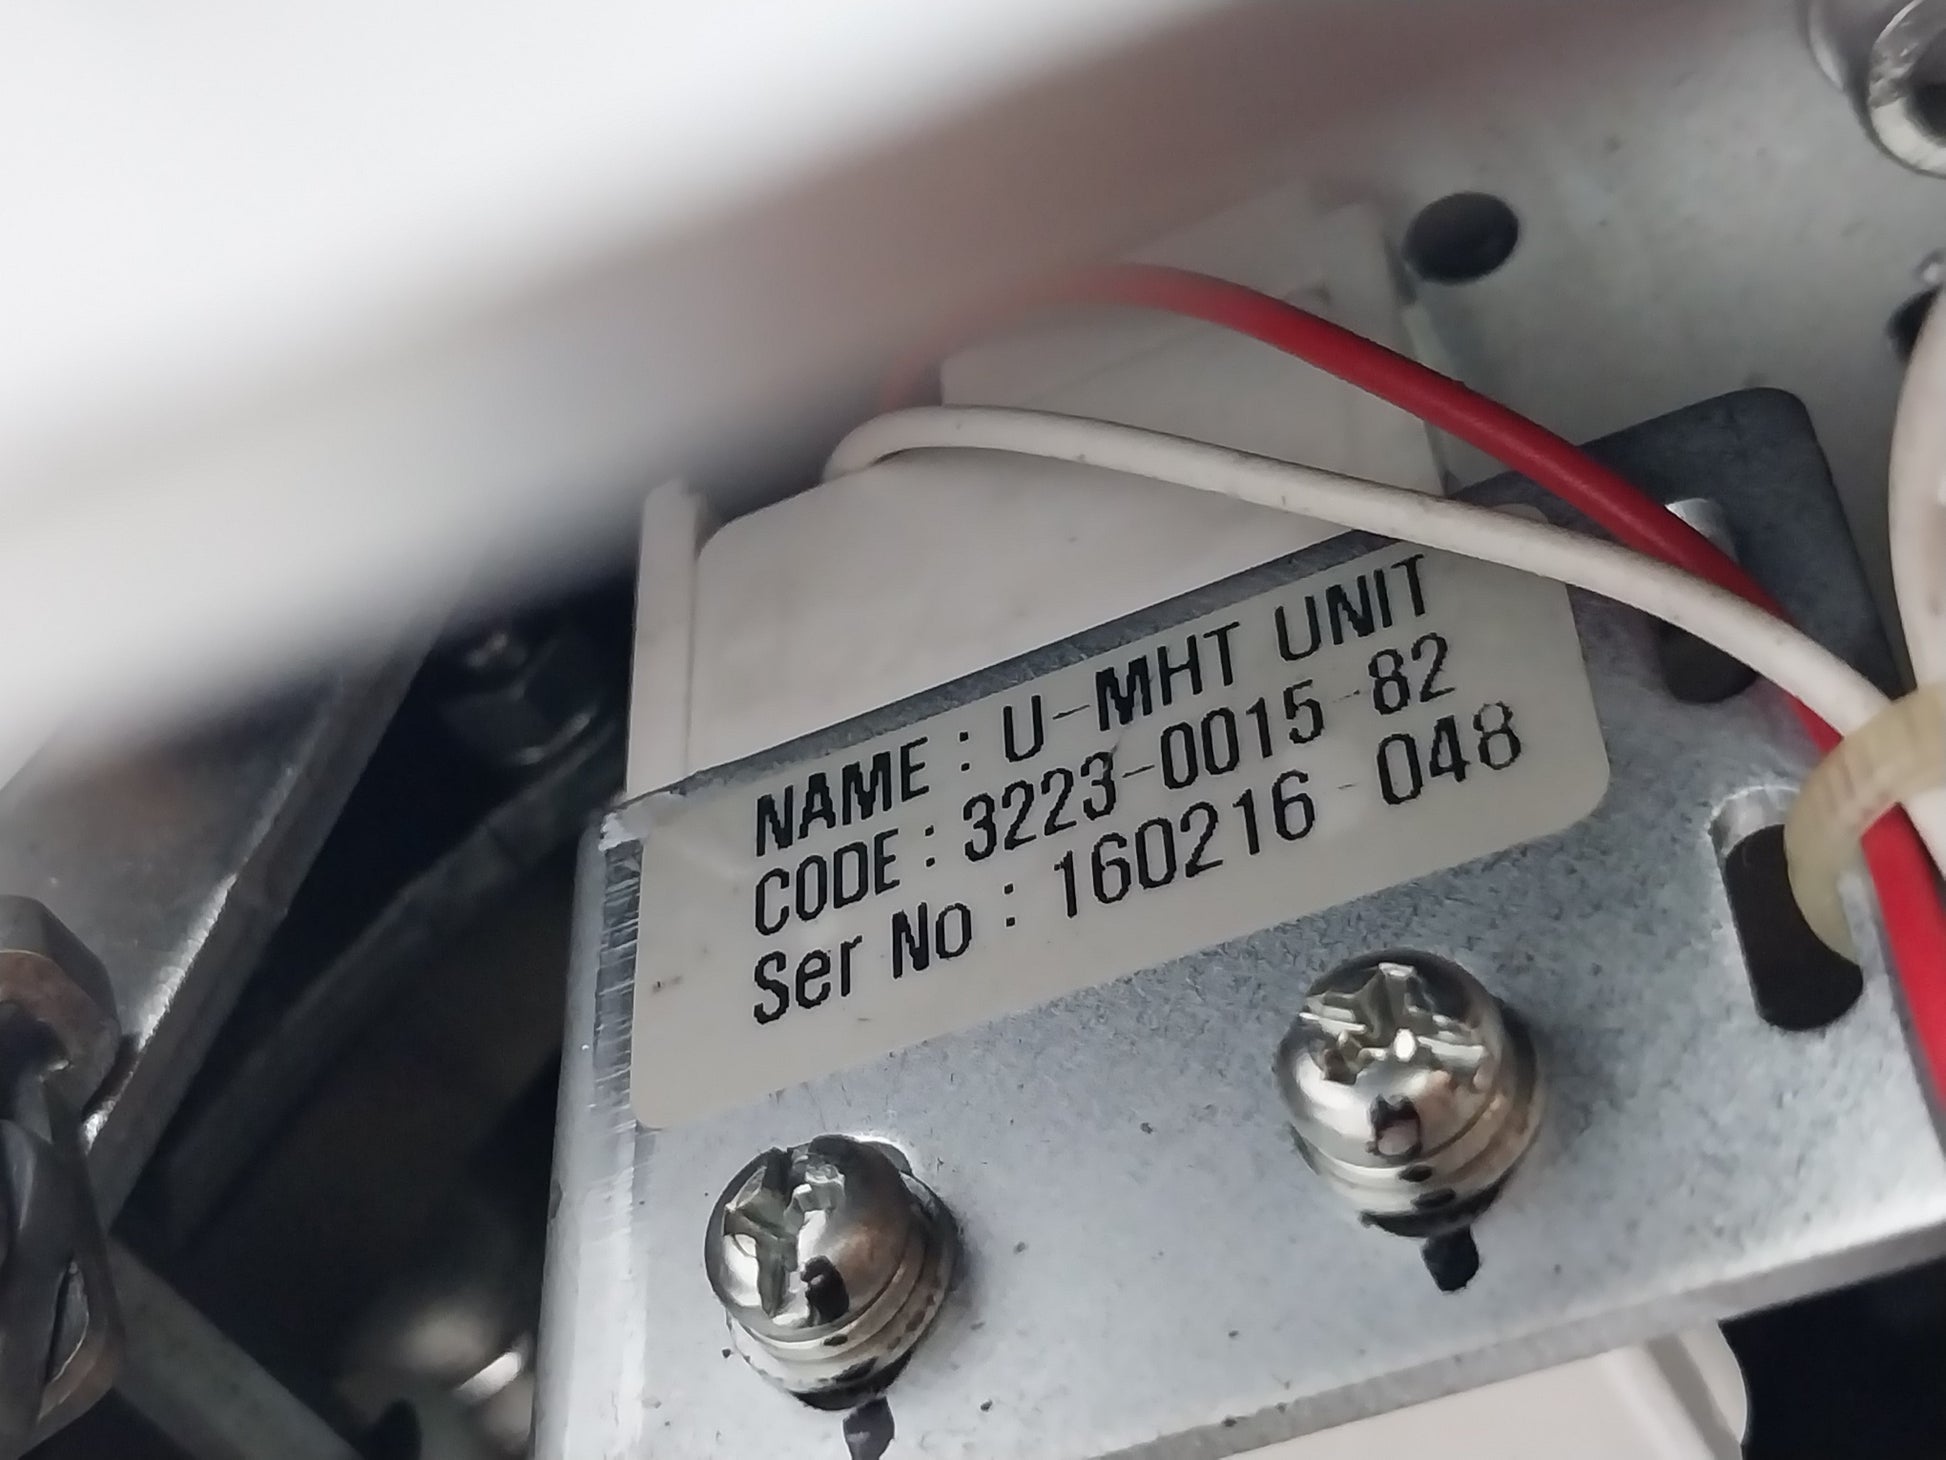 NAME : U-MHT UNIT
CODE : 3223-0015-82
Ser No : 160216-048